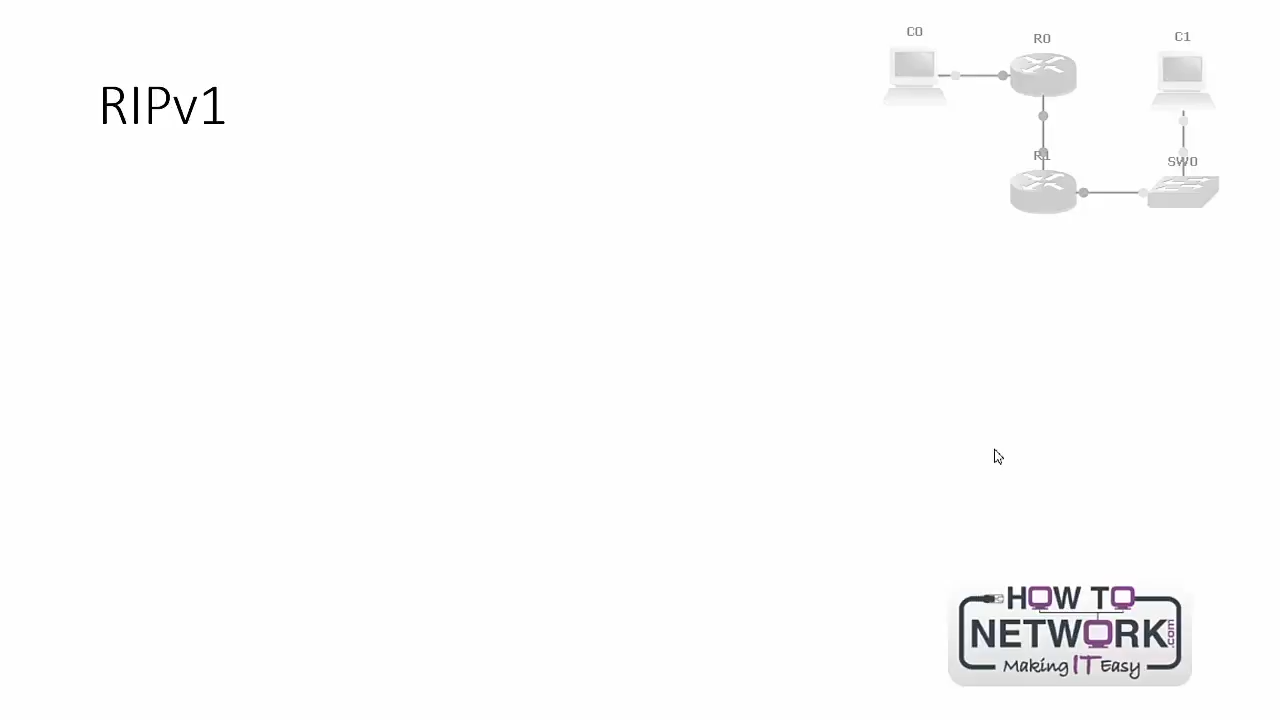 C0
R0
C1
RIPv1
R1
SW0
HOW TO
NETWORK.com
Making IT Easy